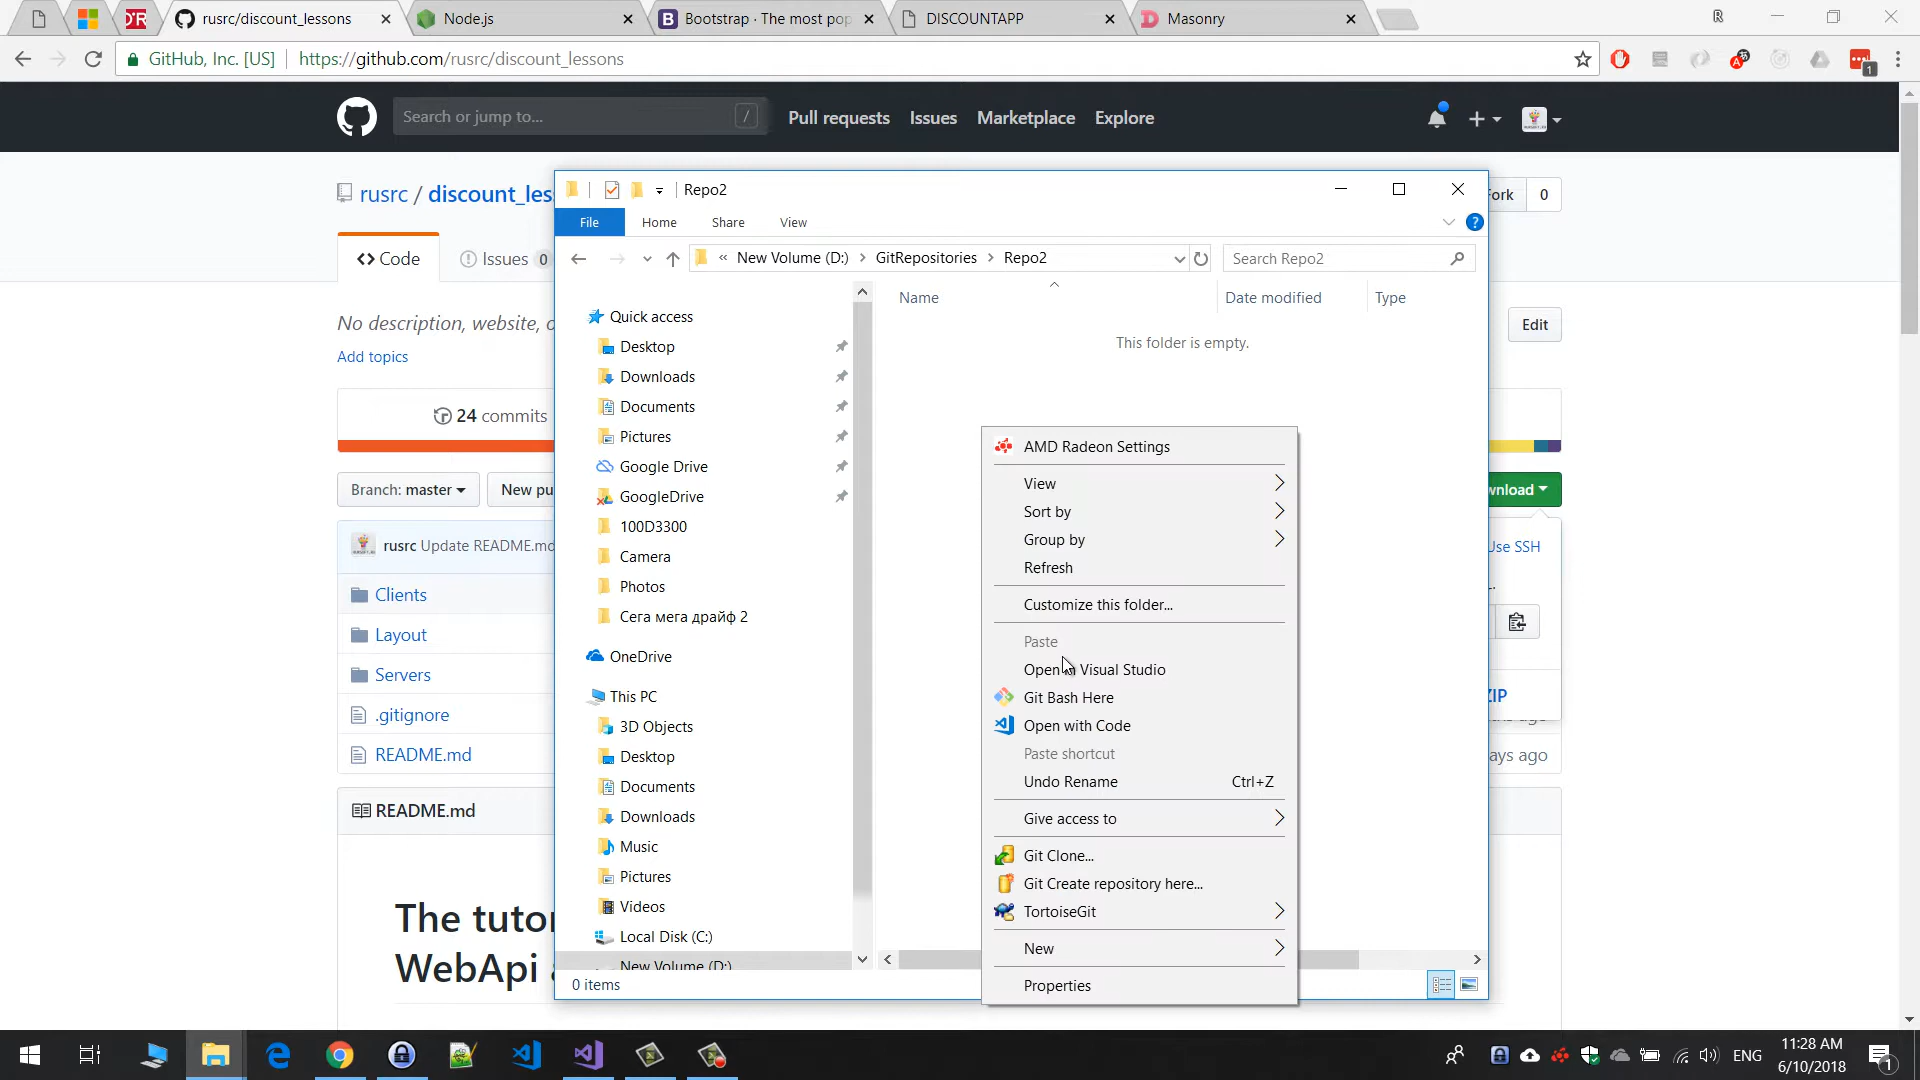 rusrc/discount_lessons
Node.js
Bootstrap · The most pop
DISCOUNTAPP
Masonry
GitHub, Inc. [US]
https://github.com/rusrc/discount_lessons
1
Search or jump to...
/
Pull requests
Issues
Marketplace
Explore
rusrc / discount_les
Fork
0
Code
Issues 0
No description, website, o
Add topics
Edit
24 commits
Branch: master
New pu
wnload
Use SSH
ZIP
rusrc Update README.md
Clients
Layout
Servers
.gitignore
README.md
ays ago
README.md
The tuto
WebApi
Repo2
File
Home
Share
View
« New Volume (D:) > GitRepositories > Repo2
Search Repo2
Name
Date modified
Type
This folder is empty.
Quick access
Desktop
Downloads
Documents
Pictures
Google Drive
GoogleDrive
100D3300
Camera
Photos
Сега мега драйф 2
OneDrive
This PC
3D Objects
Desktop
Documents
Downloads
Music
Pictures
Videos
Local Disk (C:)
New Volume (D:)
0 items
AMD Radeon Settings
View
Sort by
Group by
Refresh
Customize this folder...
Paste
Open Visual Studio
Git Bash Here
Open with Code
Paste shortcut
Undo Rename Ctrl+Z
Give access to
Git Clone...
Git Create repository here...
TortoiseGit
New
Properties
ENG
11:28 AM
6/10/2018
1